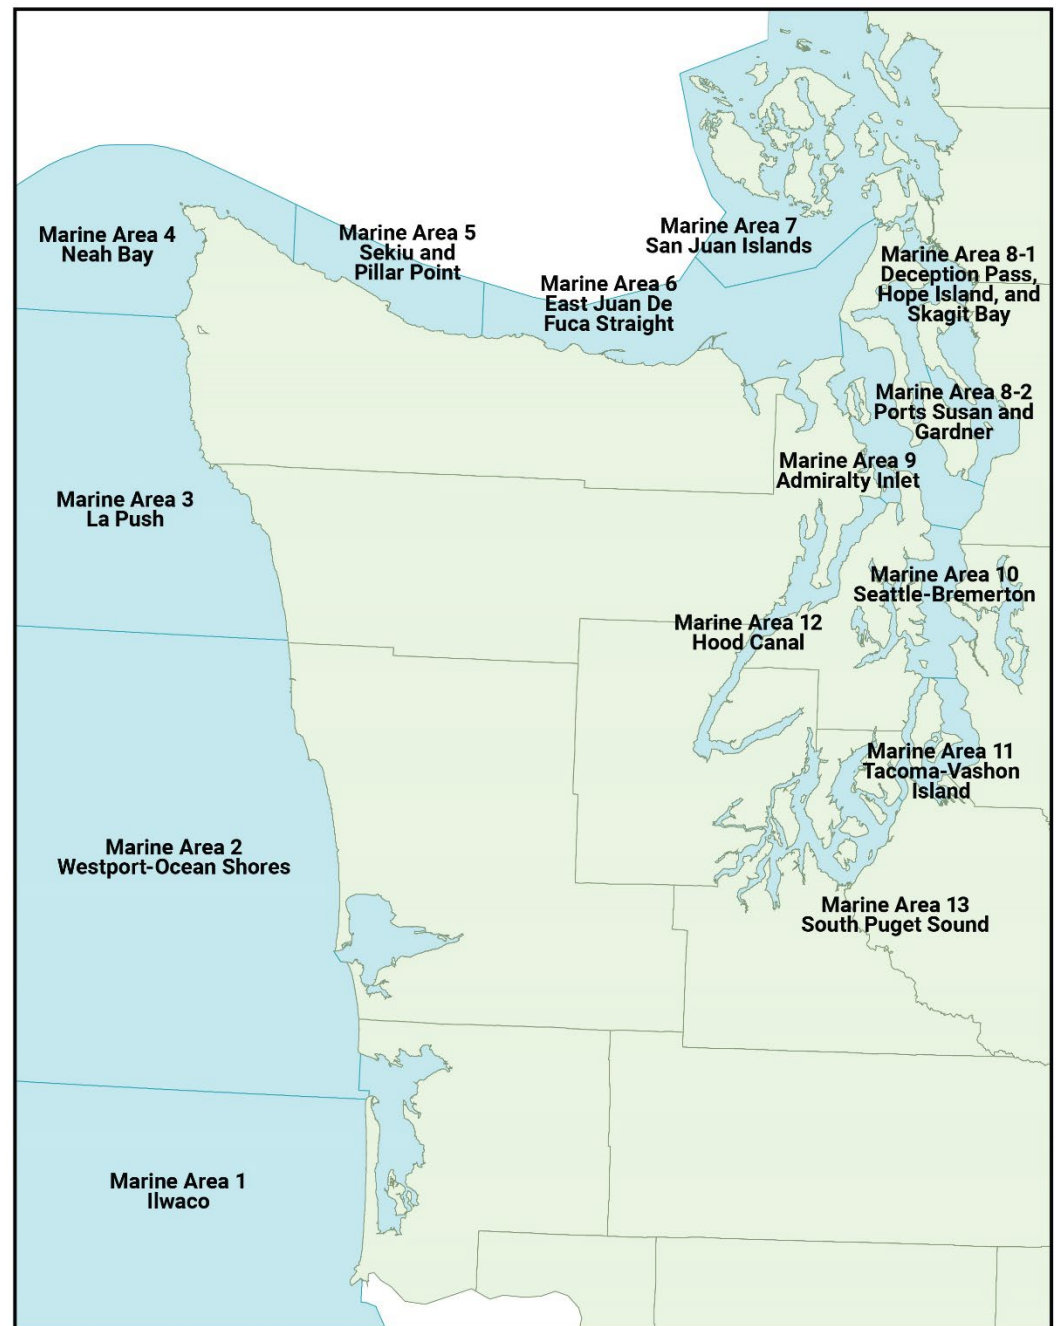 Marine Area 4
Neah Bay
Marine Area 5
Sekiu and
Pillar Point
Marine Area 6
East Juan De
Fuca Straight
Marine Area 7
San Juan Islands
Marine Area 8-1
Deception Pass,
Hope Island, and
Skagit Bay
Marine Area 8-2
Ports Susan and
Gardner
Marine Area 9
Admiralty Inlet
Marine Area 3
La Push
Marine Area 10
Seattle-Bremerton
Marine Area 12
Hood Canal
Marine Area 11
Tacoma-Vashon
Island
Marine Area 2
Westport-Ocean Shores
Marine Area 13
South Puget Sound
Marine Area 1
Ilwaco